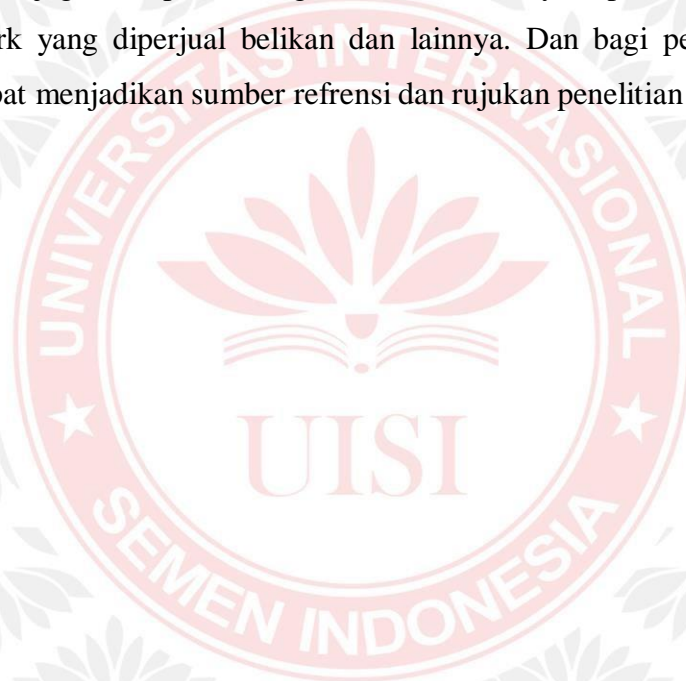 rk yang diperjual belikan dan lainnya. Dan bagi pe
pat menjadikan sumber refrensi dan rujukan penelitian
UNIVERSITAS INTERNASIONAL
UISI
SEMEN INDONESIA